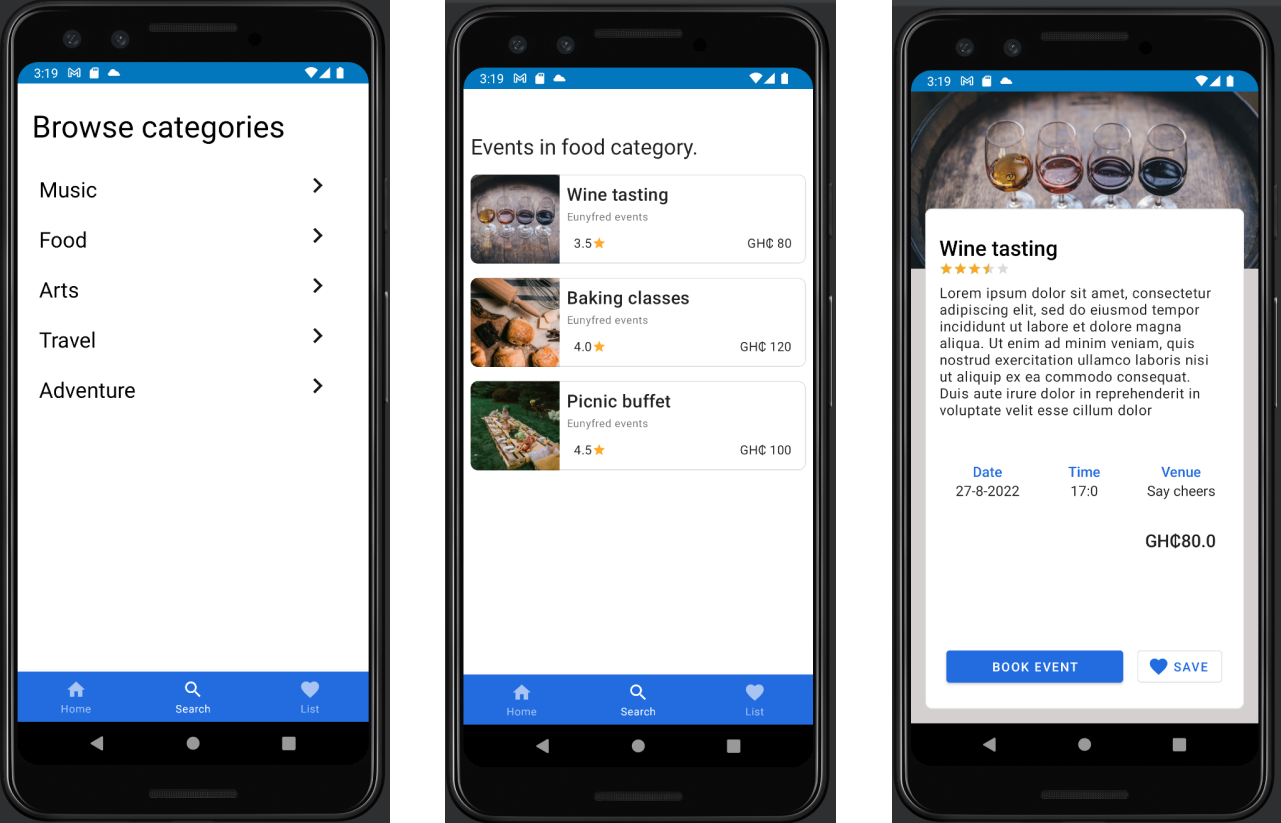 3:19
Browse categories
Music
Food
Arts
Travel
Adventure
Home
Search
List
3:19
Events in food category.
Wine tasting
Eunyfred events
3.5
GH₵ 80
Baking classes
Eunyfred events
4.0
GH₵ 120
Picnic buffet
Eunyfred events
4.5
GH₵ 100
Home
Search
List
3:19
Wine tasting
Lorem ipsum dolor sit amet, consectetur
adipiscing elit, sed do eiusmod tempor
incididunt ut labore et dolore magna
aliqua. Ut enim ad minim veniam, quis
nostrud exercitation ullamco laboris nisi
ut aliquip ex ea commodo consequat.
Duis aute irure dolor in reprehenderit in
voluptate velit esse cillum dolor
Date
Time
Venue
27-8-2022
17:0
Say cheers
GH₵80.0
BOOK EVENT
SAVE